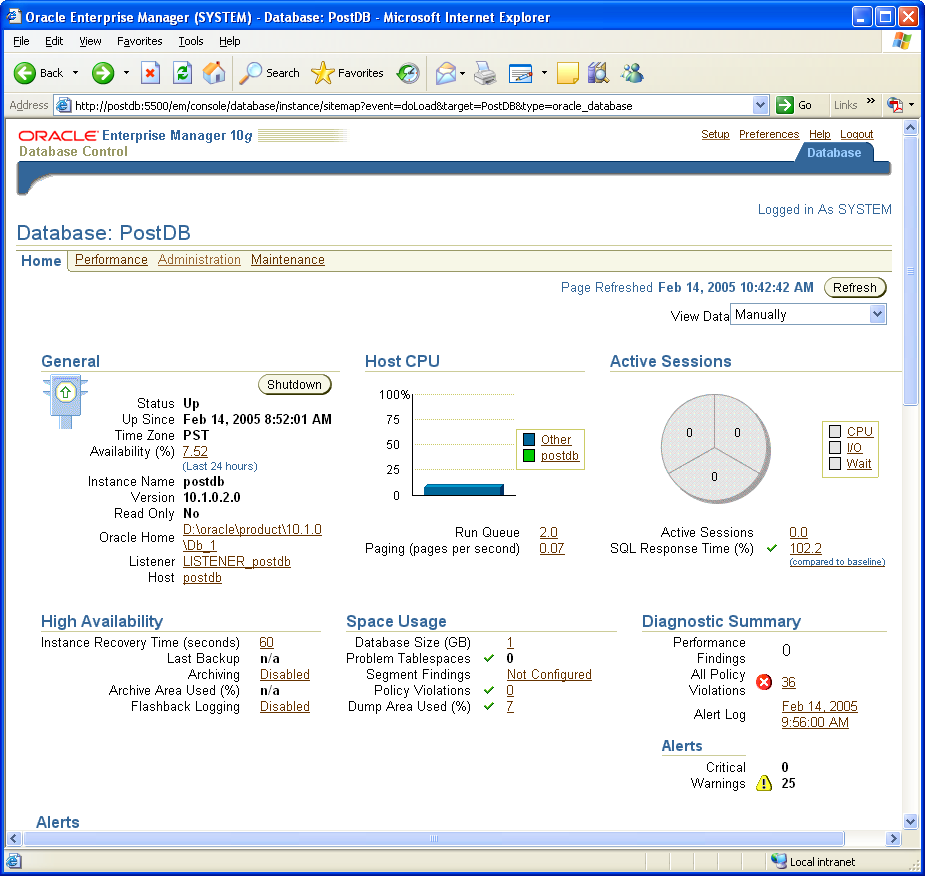 Oracle Enterprise Manager (SYSTEM) - Database: PostDB - Microsoft Internet Explorer
File Edit View Favorites Tools Help
Back Search Favorites
Address http://postdb:5500/em/console/database/instance/sitemap?event=doLoad&target=PostDB&type=oracle_database Go Links »
ORACLE Enterprise Manager 10g
Database Control
Setup Preferences Help Logout
Database
Logged in As SYSTEM
Database: PostDB
Home Performance Administration Maintenance
Page Refreshed Feb 14, 2005 10:42:42 AM Refresh
View Data Manually
General
Shutdown
Status Up
Up Since Feb 14, 2005 8:52:01 AM
Time Zone PST
Availability (%) 7.52
(Last 24 hours)
Instance Name postdb
Version 10.1.0.2.0
Read Only No
Oracle Home D:\oracle\product\10.1.0
\Db_1
Listener LISTENER_postdb
Host postdb
Host CPU
100%
75
50
25
0
Other
postdb
Run Queue 2.0
Paging (pages per second) 0.07
Active Sessions
0 0
0
CPU
I/O
Wait
Active Sessions 0.0
SQL Response Time (%) 102.2
(compared to baseline)
High Availability
Instance Recovery Time (seconds) 60
Last Backup n/a
Archiving Disabled
Archive Area Used (%) n/a
Flashback Logging Disabled
Space Usage
Database Size (GB) 1
Problem Tablespaces 0
Segment Findings Not Configured
Policy Violations 0
Dump Area Used (%) 7
Diagnostic Summary
Performance
Findings 0
All Policy
Violations 36
Alert Log Feb 14, 2005
9:56:00 AM
Alerts
Critical 0
Warnings 25
Alerts
Local intranet